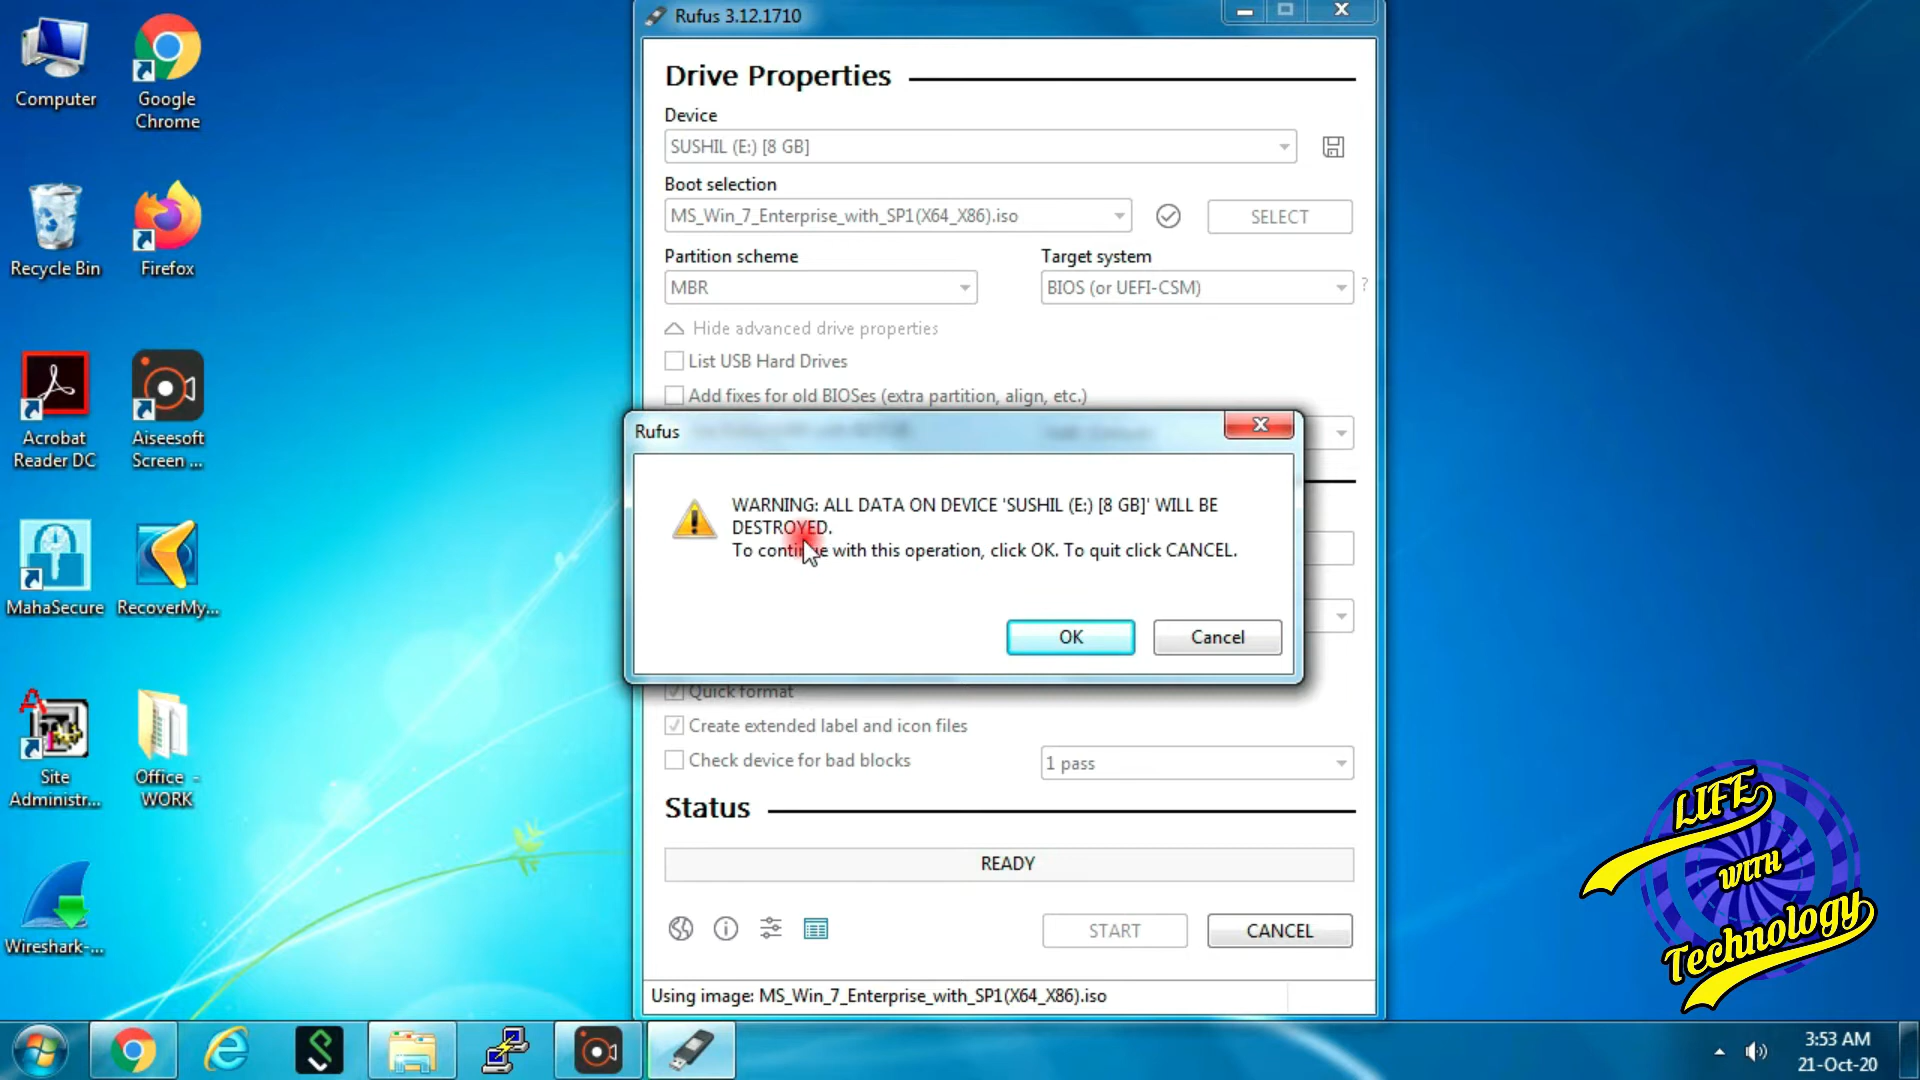 Rufus 3.12.1710
Drive Properties
Device
SUSHIL (E:) [8 GB]
Boot selection
MS_Win_7_Enterprise_with_SP1(X64_X86).iso
SELECT
Partition scheme
Target system
MBR
BIOS (or UEFI-CSM)
?
Hide advanced drive properties
List USB Hard Drives
Add fixes for old BIOSes (extra partition, align, etc.)
Rufus
WARNING: ALL DATA ON DEVICE 'SUSHIL (E:) [8 GB]' WILL BE
DESTROYED.
To continue with this operation, click OK. To quit click CANCEL.
OK
Cancel
Quick format
Create extended label and icon files
Check device for bad blocks
1 pass
Status
READY
START
CANCEL
Using image: MS_Win_7_Enterprise_with_SP1(X64_X86).iso
Computer
Google
Chrome
Recycle Bin
Firefox
Acrobat
Reader DC
Aiseesoft
Screen ...
MahaSecure
RecoverMy...
Site
Administr...
Office -
WORK
Wireshark-...
LIFE
WITH
Technology
3:53 AM
21-Oct-20